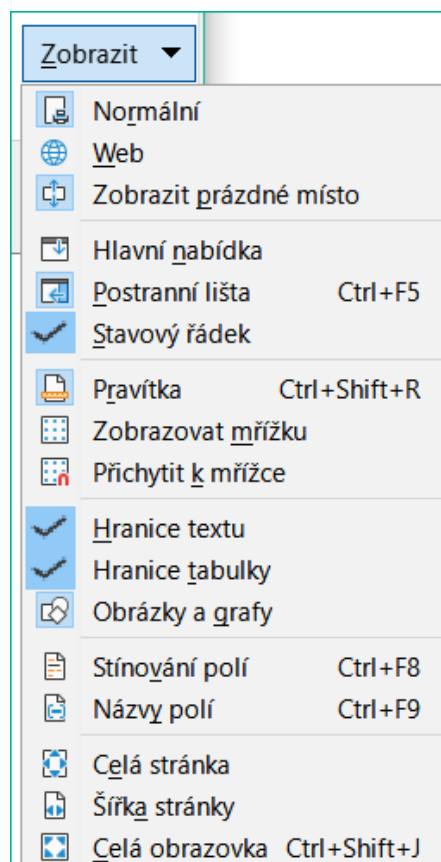 Zobrazit
Normální
Web
Zobrazit prázdné místo
Hlavní nabídka
Postranní lišta Ctrl+F5
Stavový řádek
Pravítka Ctrl+Shift+R
Zobrazovat mřížku
Přichytit k mřížce
Hranice textu
Hranice tabulky
Obrázky a grafy
Stínování polí Ctrl+F8
Názvy polí Ctrl+F9
Celá stránka
Šířka stránky
Celá obrazovka Ctrl+Shift+J